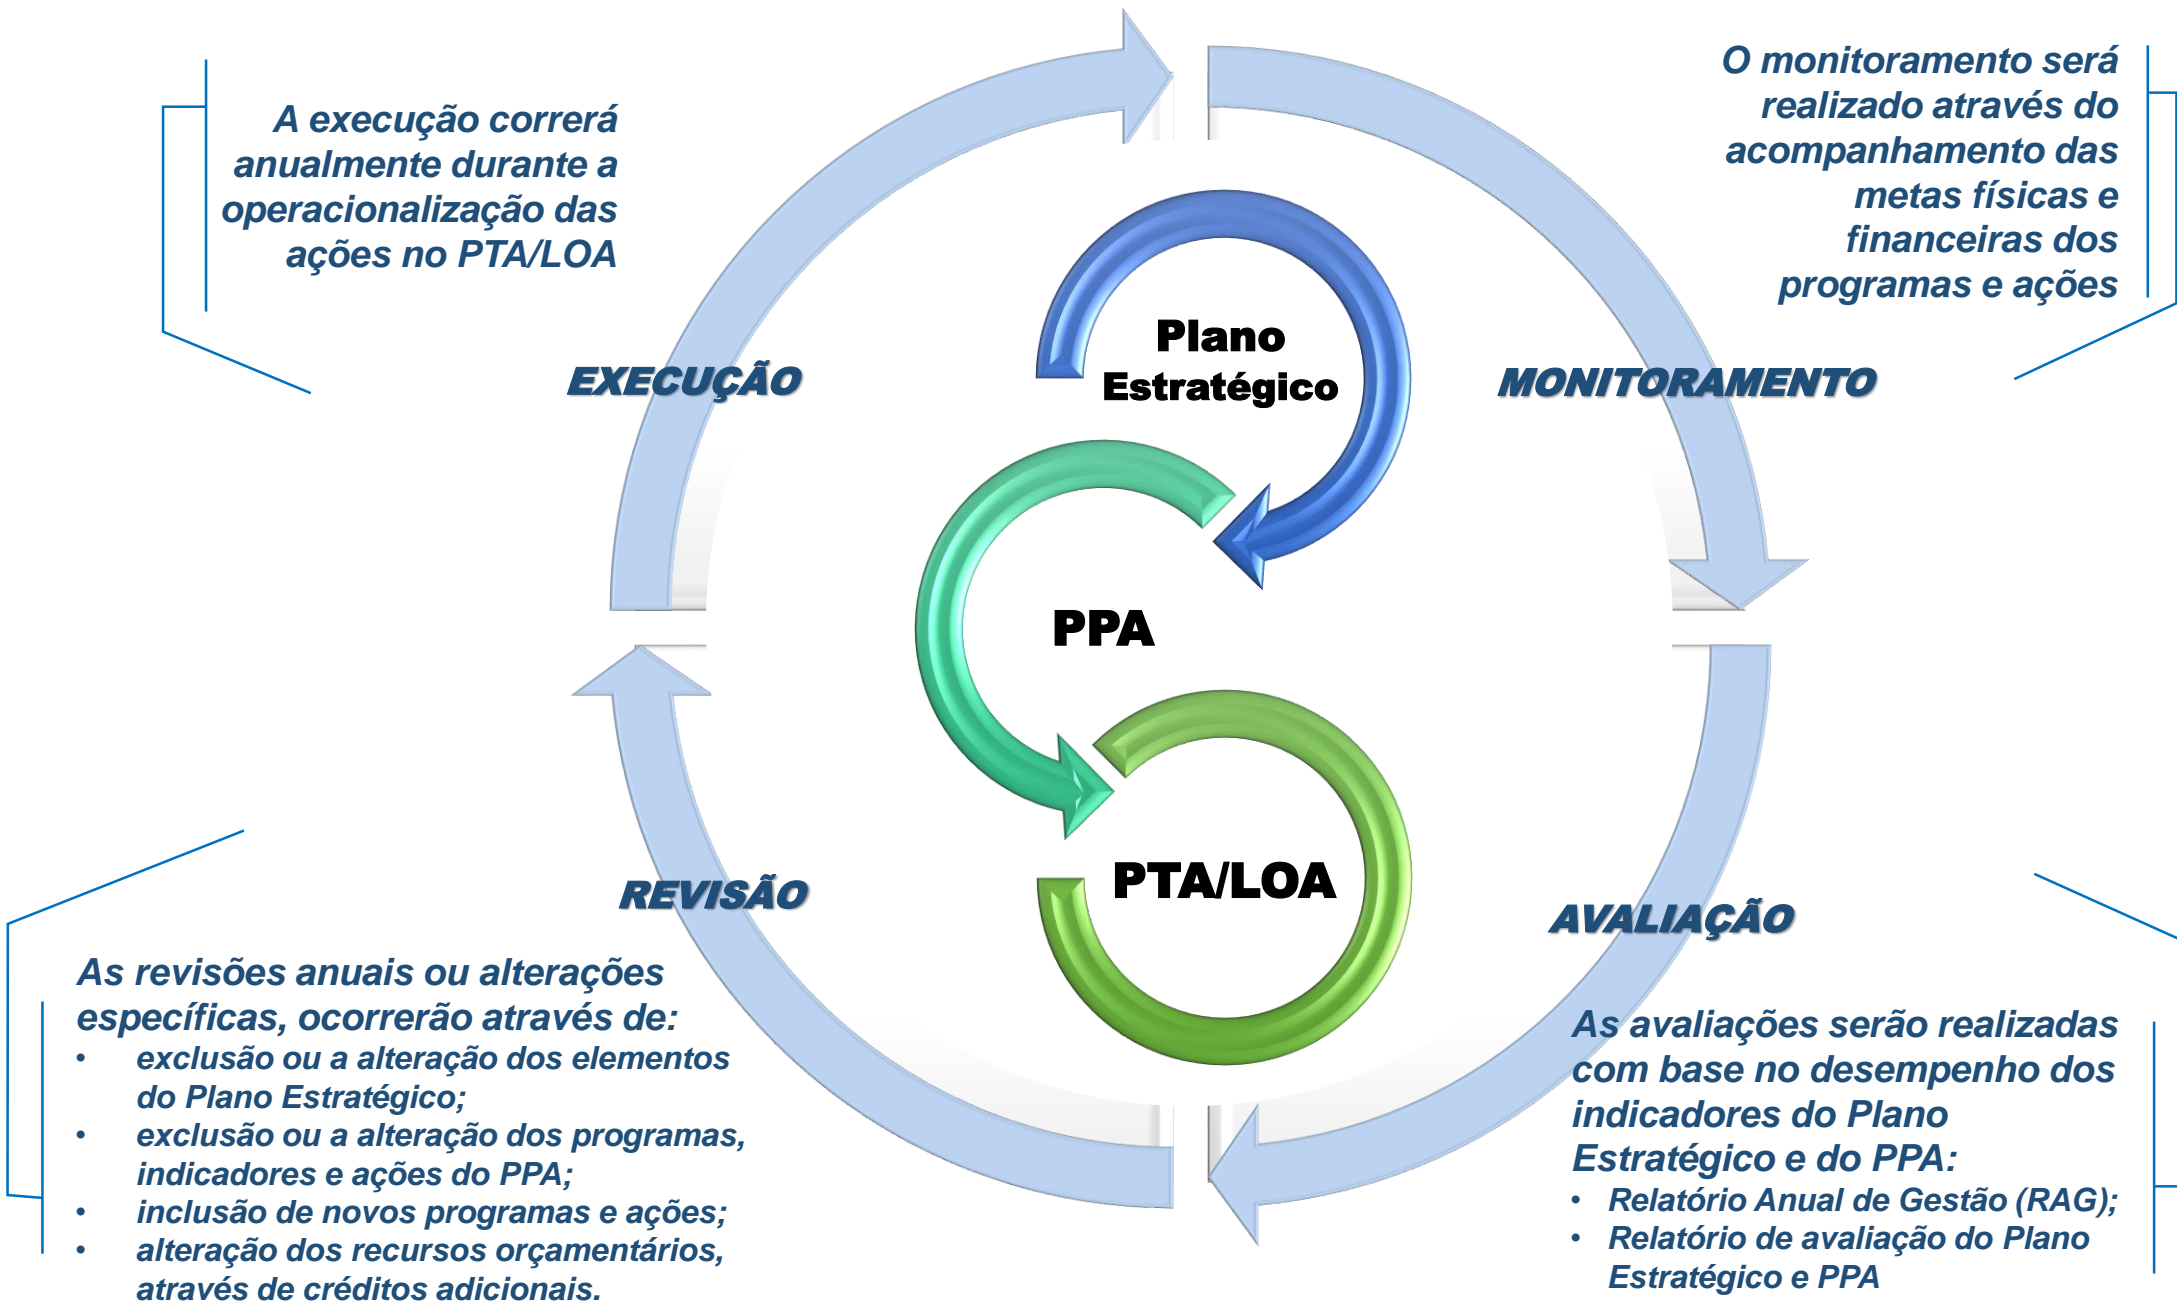 A execução correrá
anualmente durante a
operacionalização das
ações no PTA/LOA
O monitoramento será
realizado através do
acompanhamento das
metas físicas e
financeiras dos
programas e ações
EXECUÇÃO
MONITORAMENTO
Plano
Estratégico
PPA
PTA/LOA
REVISÃO
AVALIAÇÃO
As revisões anuais ou alterações
específicas, ocorrerão através de:
• exclusão ou a alteração dos elementos
do Plano Estratégico;
• exclusão ou a alteração dos programas,
indicadores e ações do PPA;
• inclusão de novos programas e ações;
• alteração dos recursos orçamentários,
através de créditos adicionais.
As avaliações serão realizadas
com base no desempenho dos
indicadores do Plano
Estratégico e do PPA:
• Relatório Anual de Gestão (RAG);
• Relatório de avaliação do Plano
Estratégico e PPA